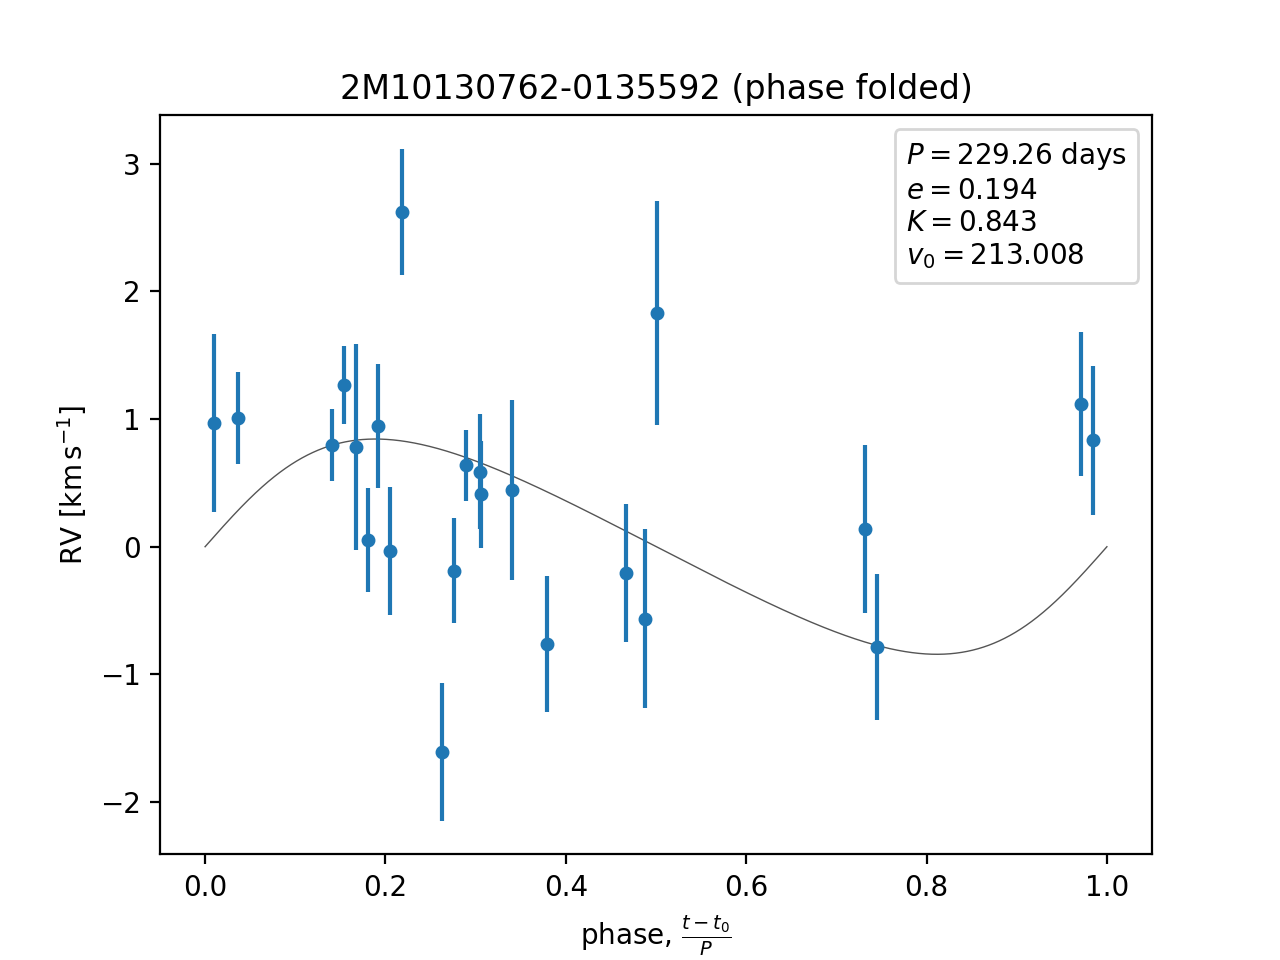 2M10130762-0135592 (phase folded)
P = 229.26 days
e = 0.194
K = 0.843
v₀ = 213.008
3
2
1
0
−1
−2
RV [km s⁻¹]
0.0 0.2 0.4 0.6 0.8 1.0
phase, (t − t₀)/P